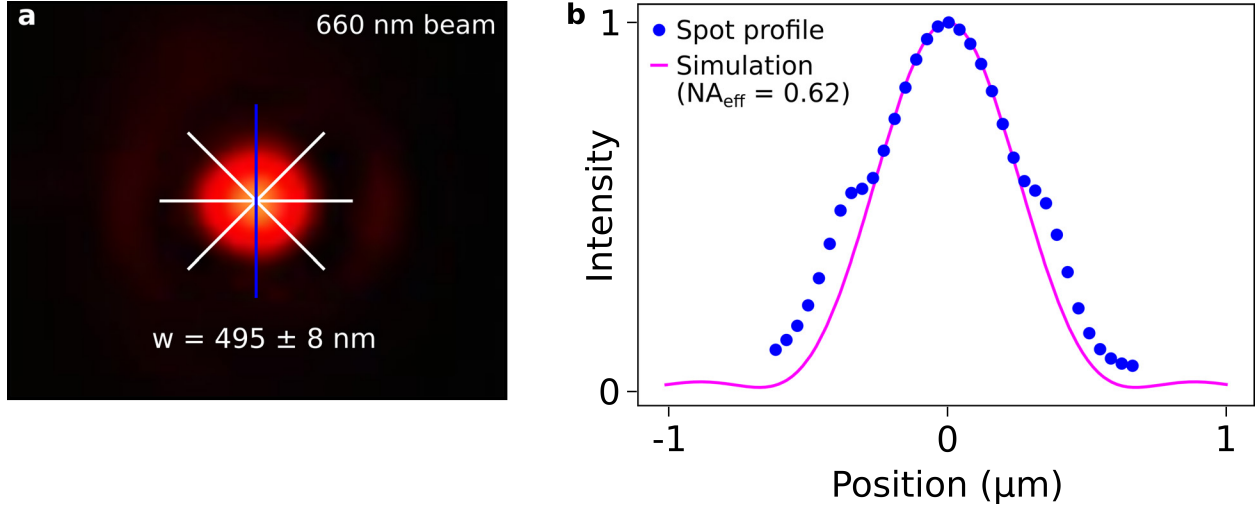 a
660 nm beam
w = 495 ± 8 nm
b
1
Spot profile
Simulation
(NAeff = 0.62)
Intensity
0
-1
0
1
Position (µm)